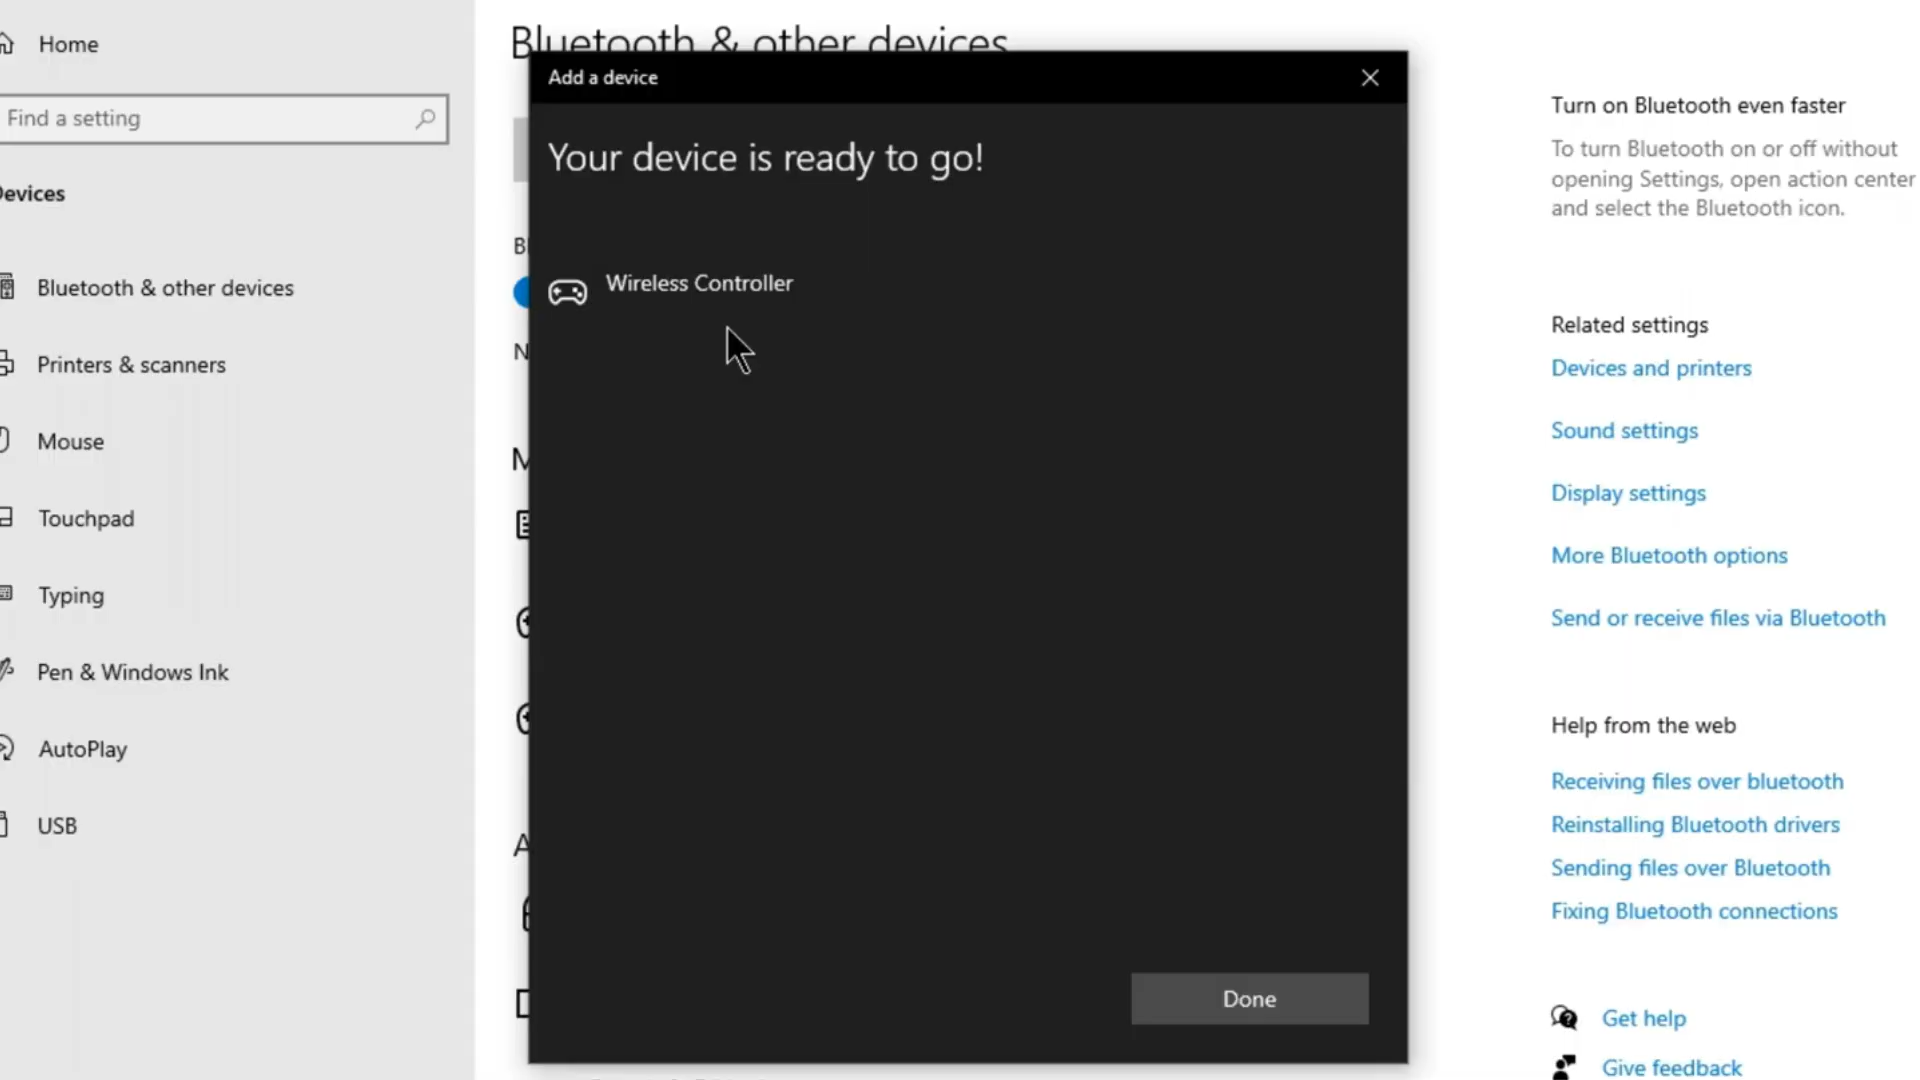 Home
Find a setting
Devices
Bluetooth & other devices
Printers & scanners
Mouse
Touchpad
Typing
Pen & Windows Ink
AutoPlay
USB
Bluetooth & other devices
Add a device
Your device is ready to go!
Wireless Controller
Done
Turn on Bluetooth even faster
To turn Bluetooth on or off without
opening Settings, open action center
and select the Bluetooth icon.
Related settings
Devices and printers
Sound settings
Display settings
More Bluetooth options
Send or receive files via Bluetooth
Help from the web
Receiving files over bluetooth
Reinstalling Bluetooth drivers
Sending files over Bluetooth
Fixing Bluetooth connections
Get help
Give feedback